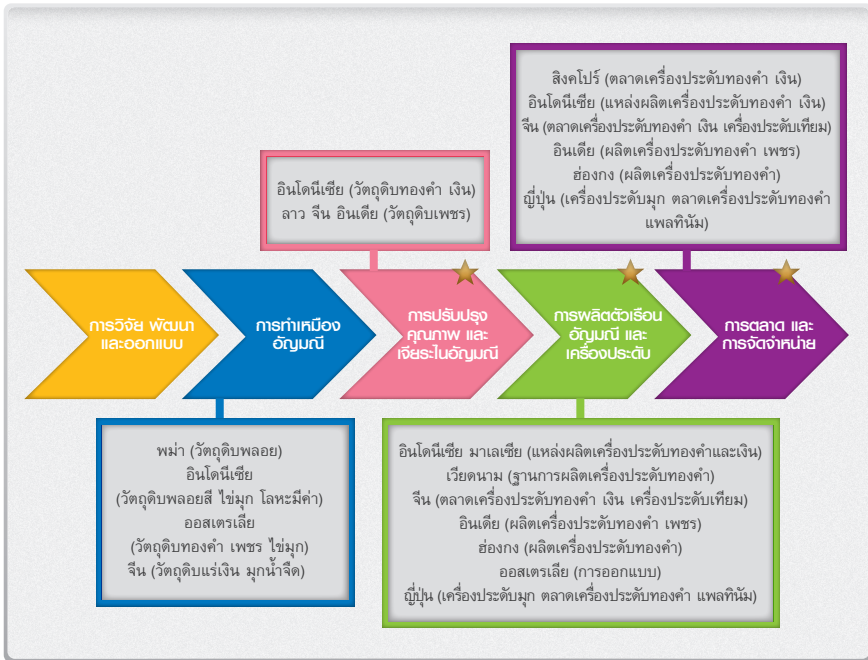 สิงคโปร์ (ตลาดเครื่องประดับทองคำ เงิน)
อินโดนีเซีย (แหล่งผลิตเครื่องประดับทองคำ เงิน)
จีน (ตลาดเครื่องประดับทองคำ เงิน เครื่องประดับเทียม)
อินเดีย (ผลิตเครื่องประดับทองคำ เพชร)
ฮ่องกง (ผลิตเครื่องประดับทองคำ)
ญี่ปุ่น (เครื่องประดับมุก ตลาดเครื่องประดับทองคำ
แพลทินัม)
อินโดนีเซีย (วัตถุดิบทองคำ เงิน)
ลาว จีน อินเดีย (วัตถุดิบเพชร)
การวิจัย พัฒนา
และออกแบบ
การทำเหมือง
อัญมณี
การปรับปรุง
คุณภาพ และ
เจียระไนอัญมณี
การผลิตตัวเรือน
อัญมณี และ
เครื่องประดับ
การตลาด และ
การจัดจำหน่าย
พม่า (วัตถุดิบพลอย)
อินโดนีเซีย
(วัตถุดิบพลอยสี ไข่มุก โลหะมีค่า)
ออสเตรเลีย
(วัตถุดิบทองคำ เพชร ไข่มุก)
จีน (วัตถุดิบแร่เงิน มุกน้ำจืด)
อินโดนีเซีย มาเลเซีย (แหล่งผลิตเครื่องประดับทองคำและเงิน)
เวียดนาม (ฐานการผลิตเครื่องประดับทองคำ)
จีน (ตลาดเครื่องประดับทองคำ เงิน เครื่องประดับเทียม)
อินเดีย (ผลิตเครื่องประดับทองคำ เพชร)
ฮ่องกง (ผลิตเครื่องประดับทองคำ)
ออสเตรเลีย (การออกแบบ)
ญี่ปุ่น (เครื่องประดับมุก ตลาดเครื่องประดับทองคำ แพลทินัม)